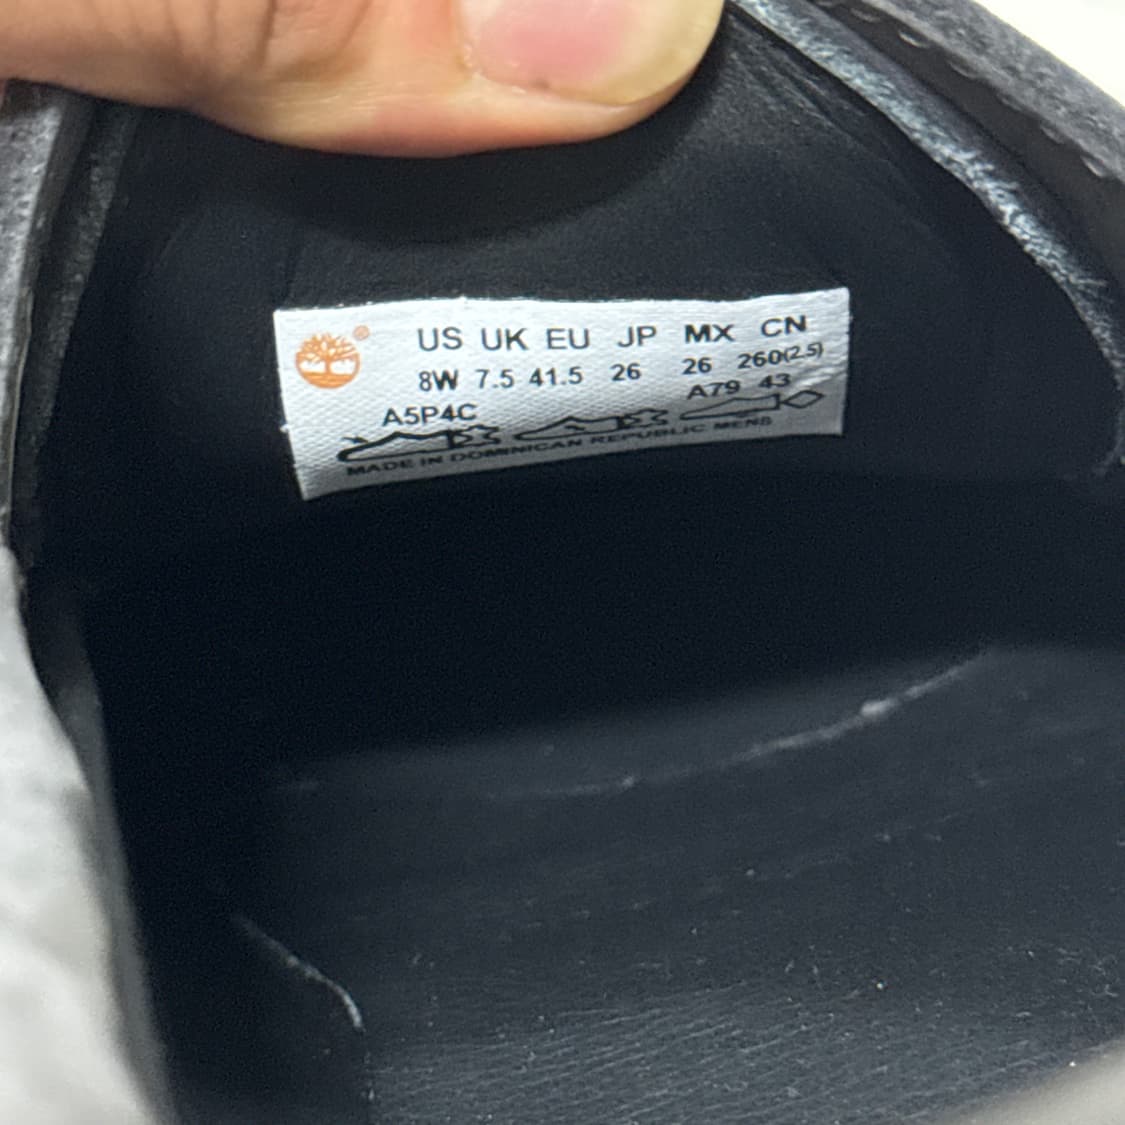 ®
US UK EU JP MX CN
8W 7.5 41.5 26 26 260(2.5)
A5P4C A79 43
MADE IN DOMINICAN REPUBLIC MENS